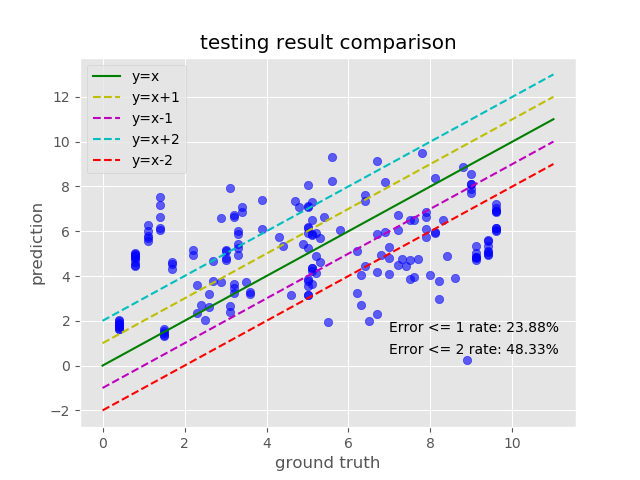 testing result comparison
y=x
y=x+1
y=x-1
y=x+2
y=x-2
12
10
8
6
4
2
0
−2
prediction
Error <= 1 rate: 23.88%
Error <= 2 rate: 48.33%
0 2 4 6 8 10
ground truth